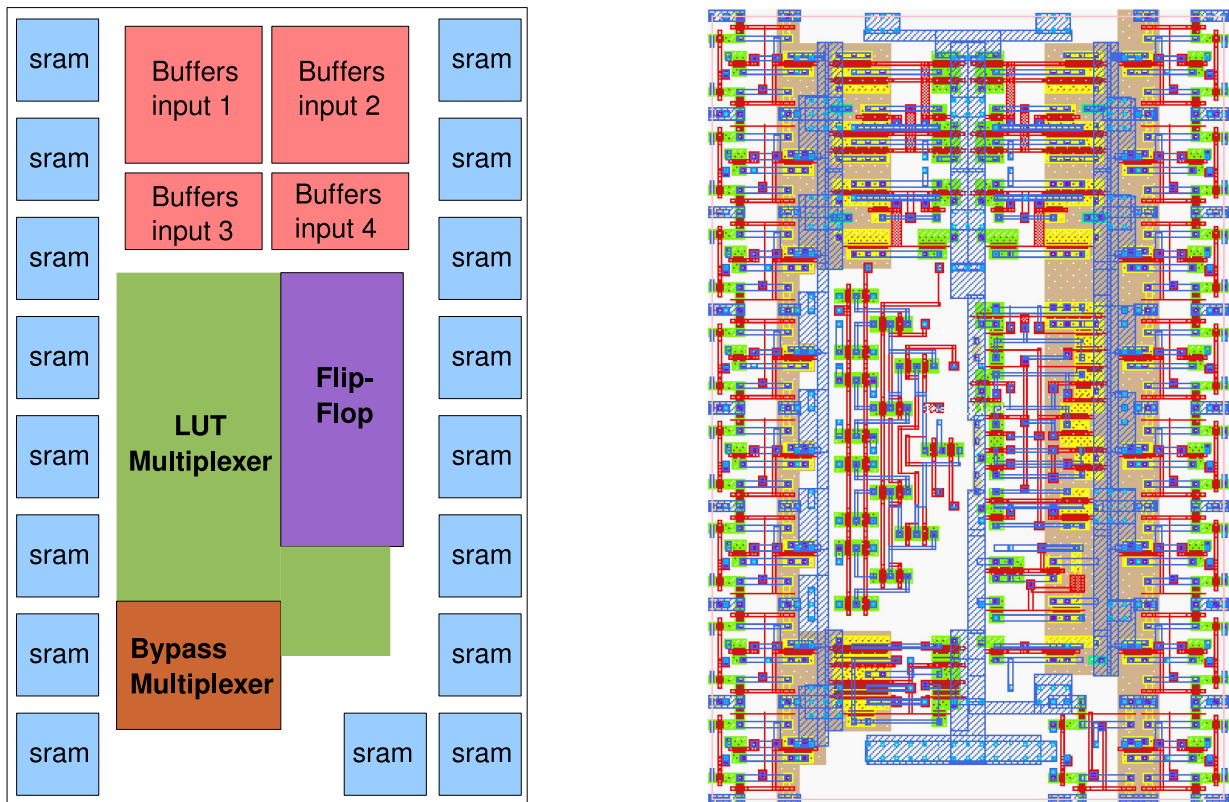 sram
Buffers
input 1
Buffers
input 2
sram
sram
sram
Buffers
input 3
Buffers
input 4
sram
sram
sram
sram
Flip-
Flop
LUT
Multiplexer
sram
sram
sram
sram
sram
Bypass
Multiplexer
sram
sram
sram
sram